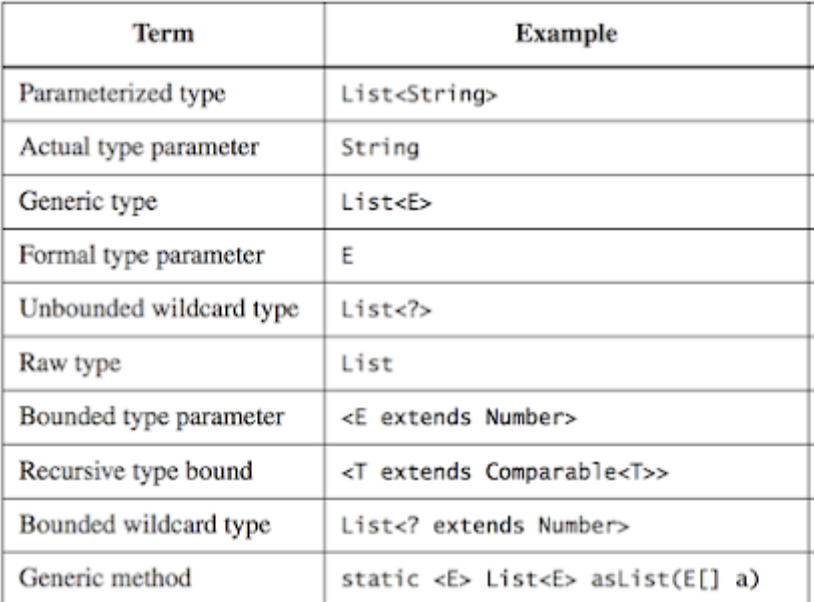 Term Example
Parameterized type List<String>
Actual type parameter String
Generic type List<E>
Formal type parameter E
Unbounded wildcard type List<?>
Raw type List
Bounded type parameter <E extends Number>
Recursive type bound <T extends Comparable<T>>
Bounded wildcard type List<? extends Number>
Generic method static <E> List<E> asList(E[] a)